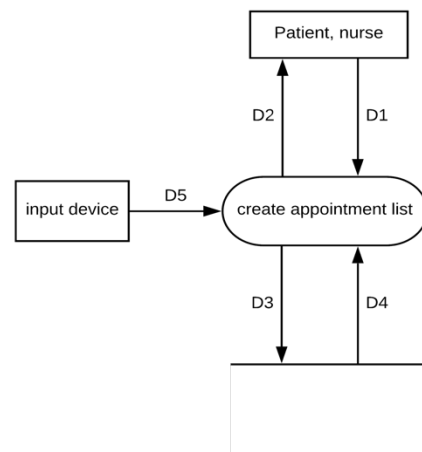 Patient, nurse
D2
D1
D5
input device
create appointment list
D3
D4